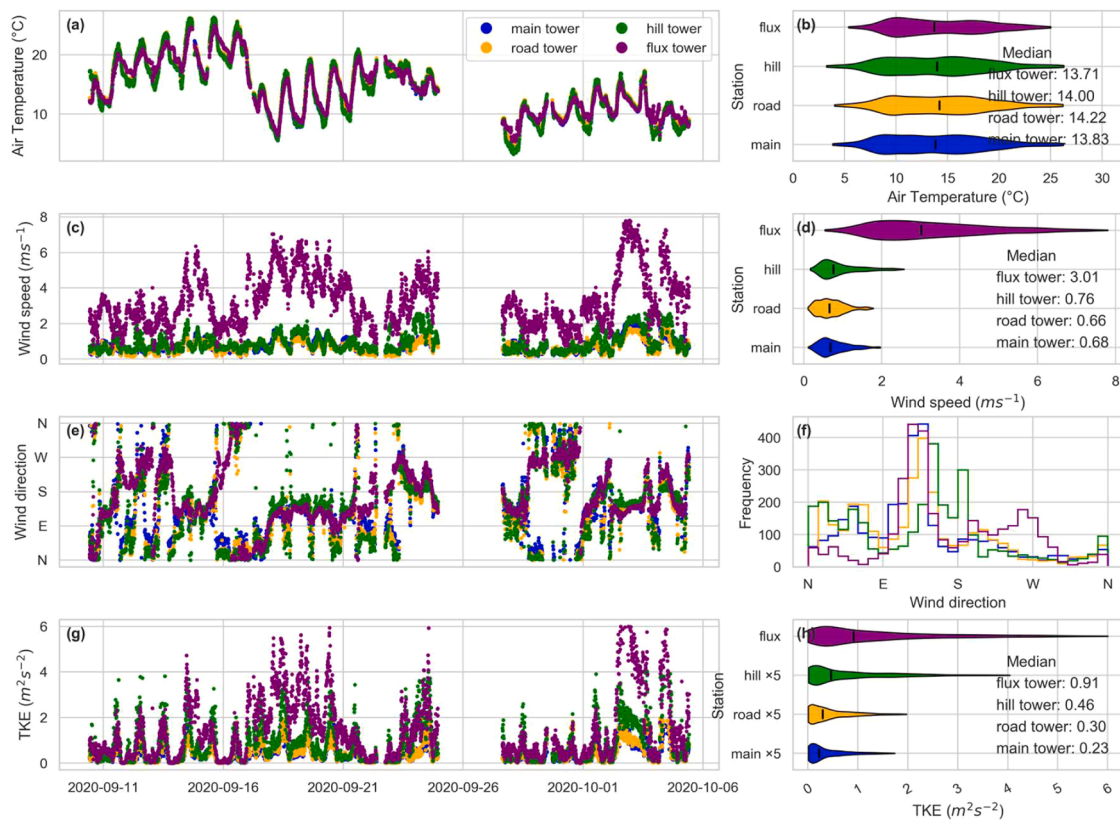 (a)
main tower
road tower
hill tower
flux tower
Air Temperature (°C)
20
10
(b)
flux
hill
road
main
Station
Median
flux tower: 13.71
hill tower: 14.00
road tower: 14.22
main tower: 13.83
0 5 10 15 20 25 30
Air Temperature (°C)
(c)
Wind speed (ms⁻¹)
8
6
4
2
0
(d)
flux
hill
road
main
Station
Median
flux tower: 3.01
hill tower: 0.76
road tower: 0.66
main tower: 0.68
0 2 4 6 8
Wind speed (ms⁻¹)
(e)
Wind direction
N
W
S
E
N
(f)
Frequency
400
300
200
100
0
N E S W N
Wind direction
(g)
TKE (m²s⁻²)
6
4
2
0
2020-09-11 2020-09-16 2020-09-21 2020-09-26 2020-10-01 2020-10-06
(h)
flux
hill ×5
road ×5
main ×5
Station
Median
flux tower: 0.91
hill tower: 0.46
road tower: 0.30
main tower: 0.23
0 1 2 3 4 5 6
TKE (m²s⁻²)